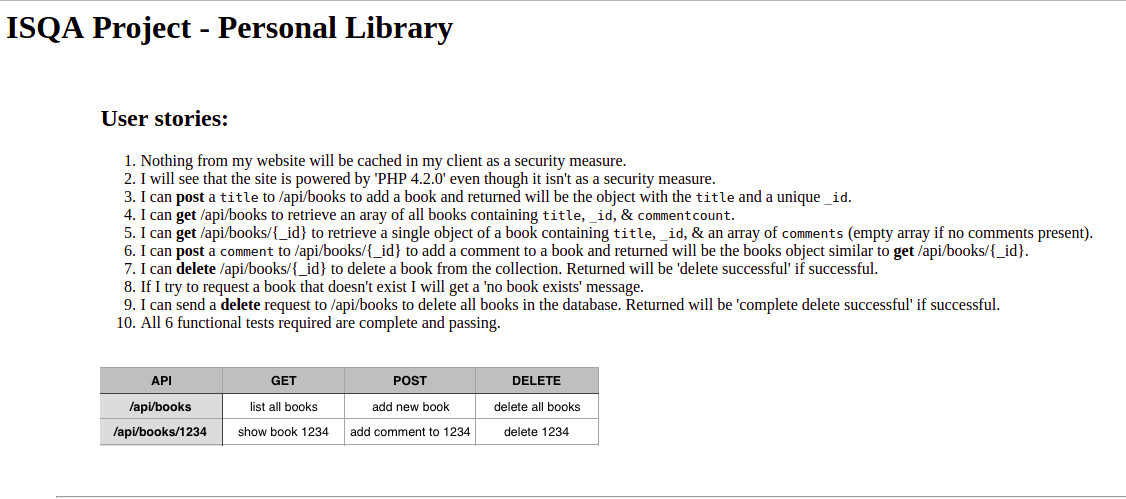 ISQA Project - Personal Library
User stories:
1. Nothing from my website will be cached in my client as a security measure.
2. I will see that the site is powered by 'PHP 4.2.0' even though it isn't as a security measure.
3. I can post a title to /api/books to add a book and returned will be the object with the title and a unique _id.
4. I can get /api/books to retrieve an aray of all books containing title, _id, & commentcount.
5. I can get /api/books/{_id} to retrieve a single object of a book containing title, _id, & an array of comments (empty array if no comments present).
6. I can post a comment to /api/books/{_id} to add a comment to a book and returned will be the books object similar to get /api/books/{_id}.
7. I can delete /api/books/{_id} to delete a book from the collection. Returned will be 'delete successful' if successful.
8. If I try to request a book that doesn't exist I will get a 'no book exists' message.
9. I can send a delete request to /api/books to delete all books in the database. Returned will be 'complete delete successful' if successful.
10. All 6 functional tests required are complete and passing.
API GET POST DELETE
/api/books list all books add new book delete all books
/api/books/1234 show book 1234 add comment to 1234 delete 1234